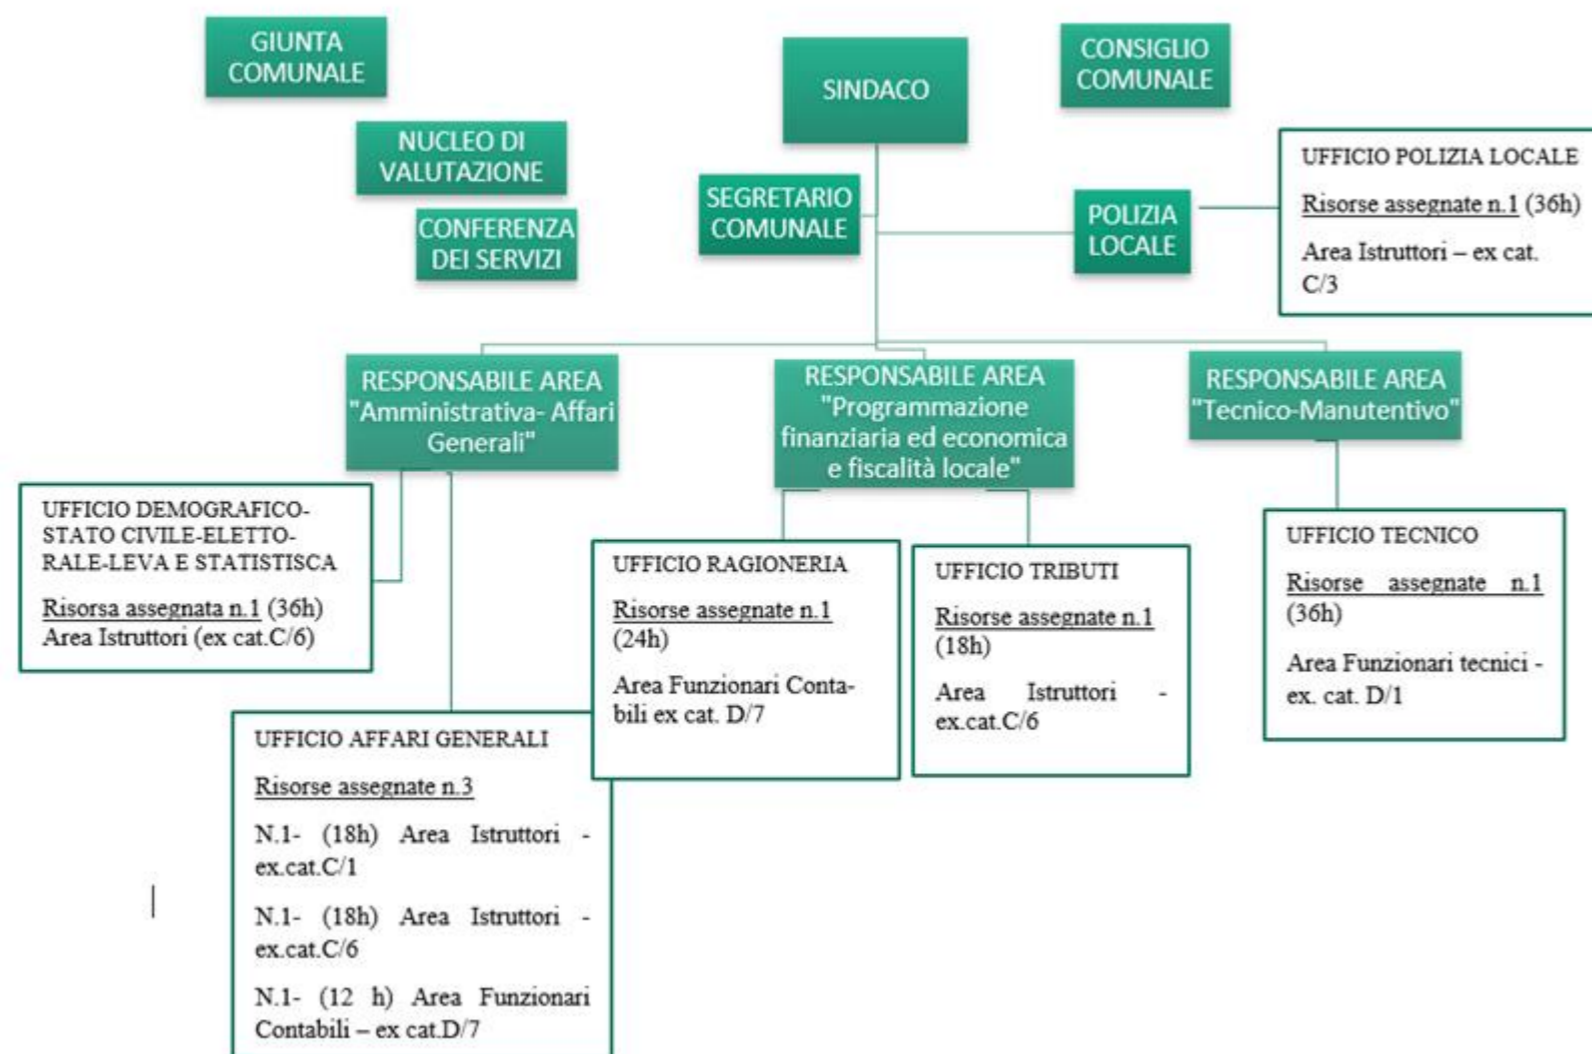 GIUNTA
COMUNALE
SINDACO
CONSIGLIO
COMUNALE
NUCLEO DI
VALUTAZIONE
CONFERENZA
DEI SERVIZI
SEGRETARIO
COMUNALE
POLIZIA
LOCALE
UFFICIO POLIZIA LOCALE
Risorse assegnate n.1 (36h)
Area Istruttori – ex cat.
C/3
RESPONSABILE AREA
"Amministrativa- Affari
Generali"
RESPONSABILE AREA
"Programmazione
finanziaria ed economica
e fiscalità locale"
RESPONSABILE AREA
"Tecnico-Manutentivo"
UFFICIO DEMOGRAFICO-
STATO CIVILE-ELETTO-
RALE-LEVA E STATISTISCA
Risorsa assegnata n.1 (36h)
Area Istruttori (ex cat.C/6)
UFFICIO AFFARI GENERALI
Risorse assegnate n.3
N.1- (18h) Area Istruttori -
ex.cat.C/1
N.1- (18h) Area Istruttori -
ex.cat.C/6
N.1- (12 h) Area Funzionari
Contabili – ex cat.D/7
UFFICIO RAGIONERIA
Risorse assegnate n.1
(24h)
Area Funzionari Conta-
bili ex cat. D/7
UFFICIO TRIBUTI
Risorse assegnate n.1
(18h)
Area Istruttori -
ex.cat.C/6
UFFICIO TECNICO
Risorse assegnate n.1
(36h)
Area Funzionari tecnici -
ex. cat. D/1